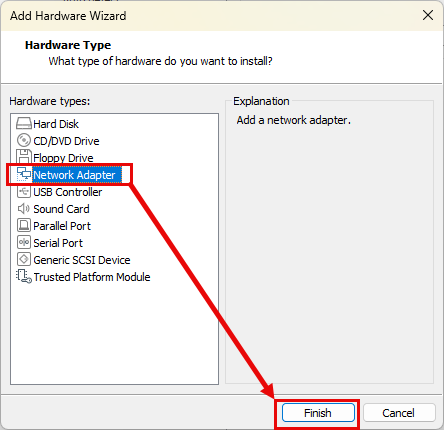 Add Hardware Wizard
Hardware Type
What type of hardware do you want to install?
Hardware types:
Hard Disk
CD/DVD Drive
Floppy Drive
Network Adapter
USB Controller
Sound Card
Parallel Port
Serial Port
Generic SCSI Device
Trusted Platform Module
Explanation
Add a network adapter.
Finish
Cancel